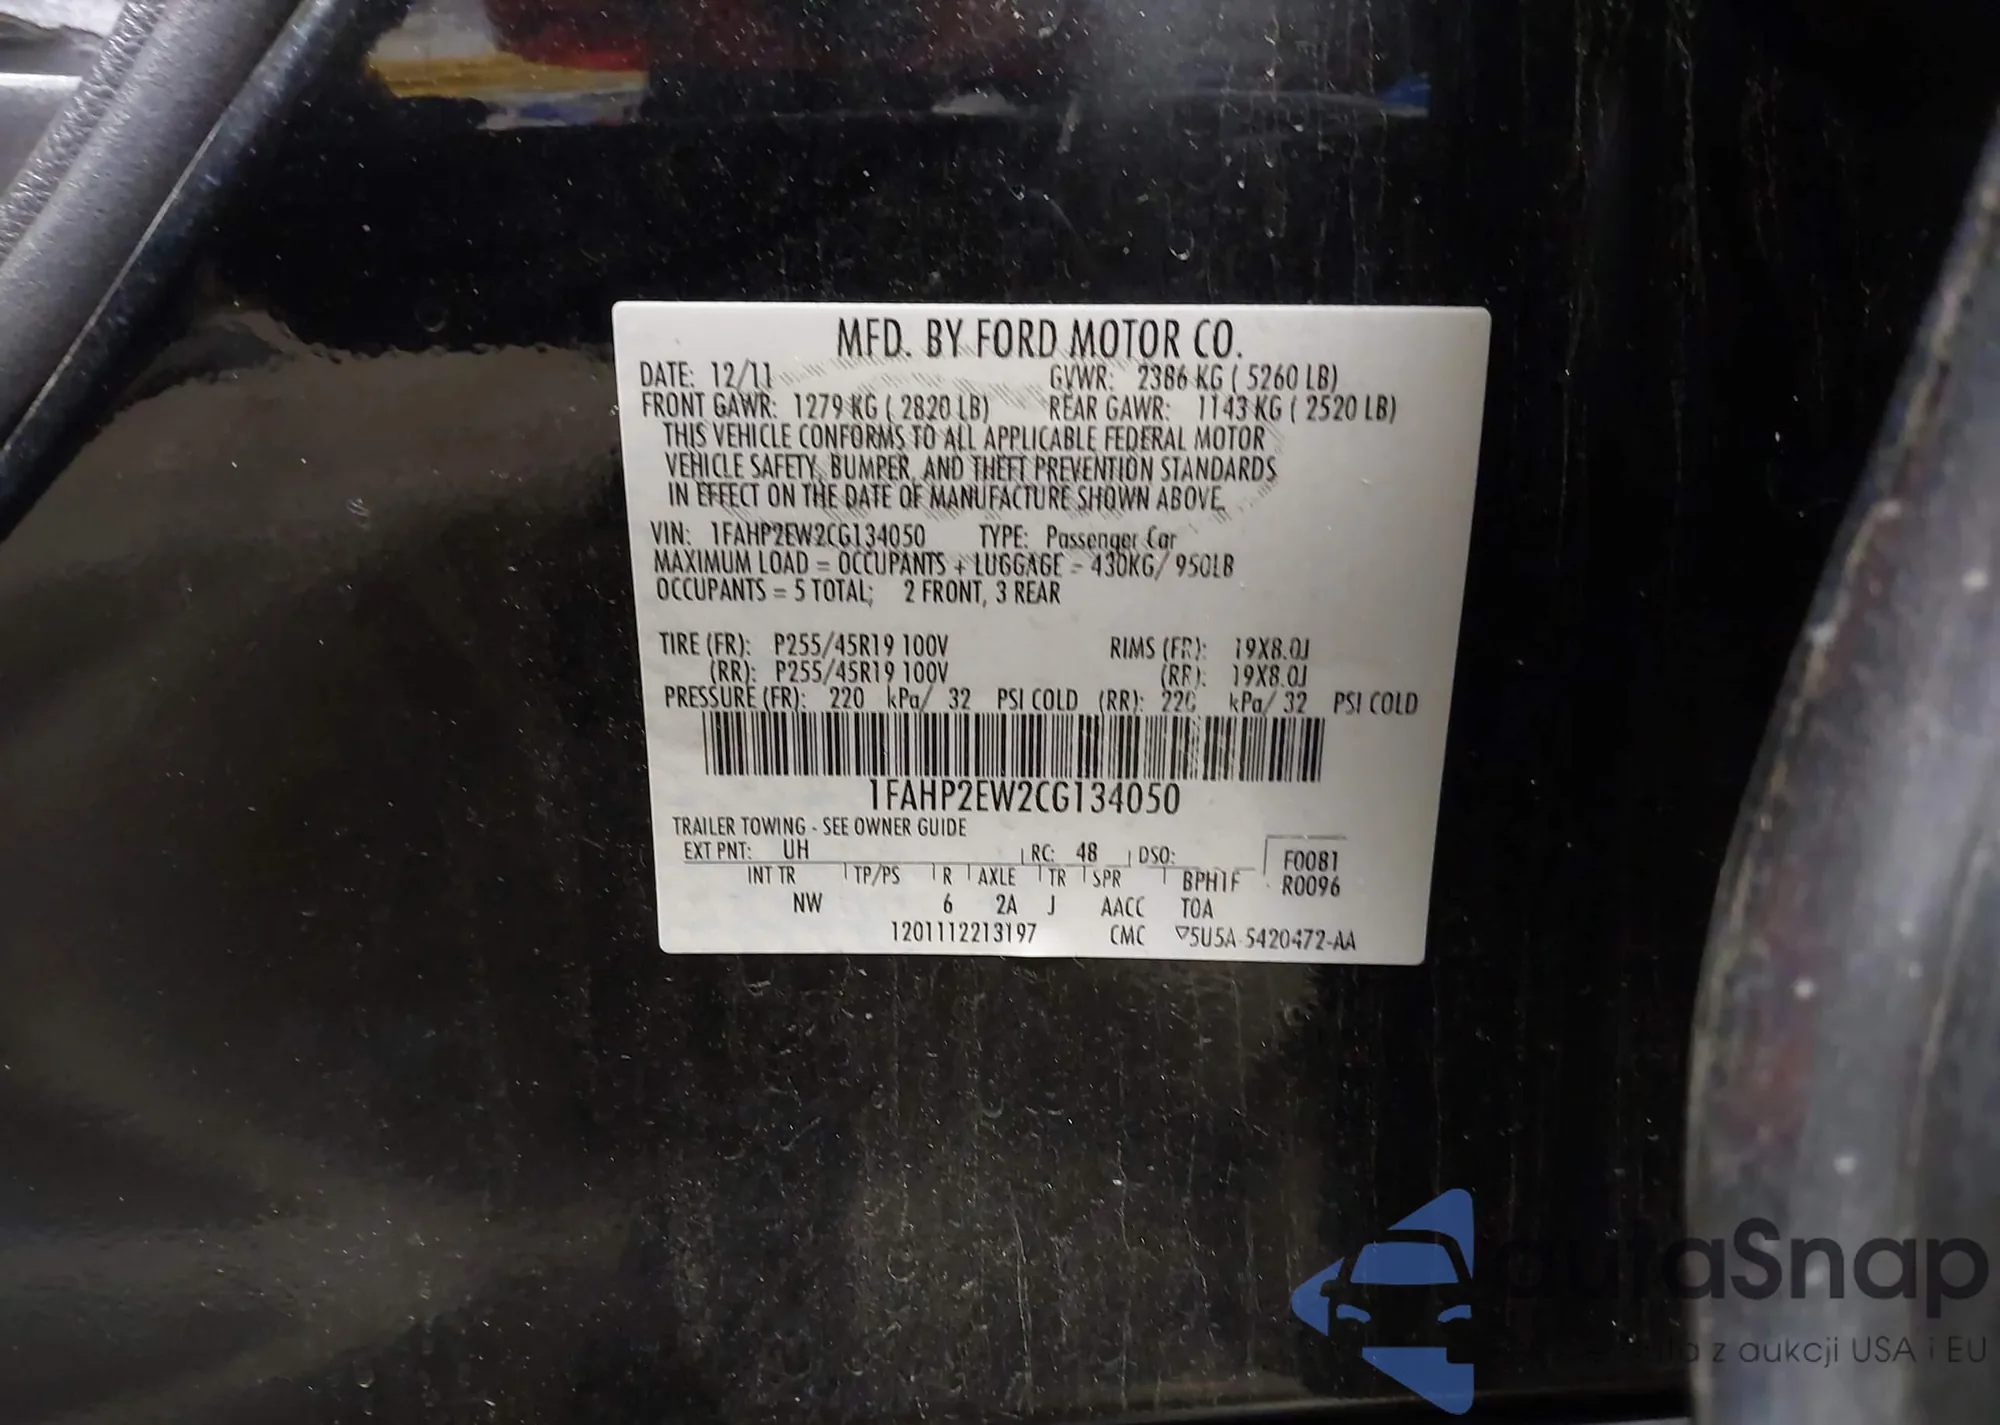 MFD. BY FORD MOTOR CO.
DATE: 12/11 GVWR: 2386 KG ( 5260 LB)
FRONT GAWR: 1279 KG ( 2820 LB) REAR GAWR: 1143 KG ( 2520 LB)
THIS VEHICLE CONFORMS TO ALL APPLICABLE FEDERAL MOTOR
VEHICLE SAFETY, BUMPER, AND THEFT PREVENTION STANDARDS
IN EFFECT ON THE DATE OF MANUFACTURE SHOWN ABOVE.
VIN: 1FAHP2EW2CG134050 TYPE: Passenger Car
MAXIMUM LOAD = OCCUPANTS + LUGGAGE = 430KG/ 950LB
OCCUPANTS = 5 TOTAL; 2 FRONT, 3 REAR
TIRE (FR): P255/45R19 100V RIMS (FR): 19X8.0J
(RR): P255/45R19 100V (RR): 19X8.0J
PRESSURE (FR): 220 kPa/ 32 PSI COLD (RR): 220 kPa/ 32 PSI COLD
1FAHP2EW2CG134050
TRAILER TOWING - SEE OWNER GUIDE
EXT PNT: UH RC: 48 DSO: F0081
INT TR TP/PS R AXLE TR SPR BPH1F R0096
NW 6 2A J AACC TOA
1201112213197 CMC ▽5U5A-5420472-AA
autoSnap
auta z aukcji USA i EU